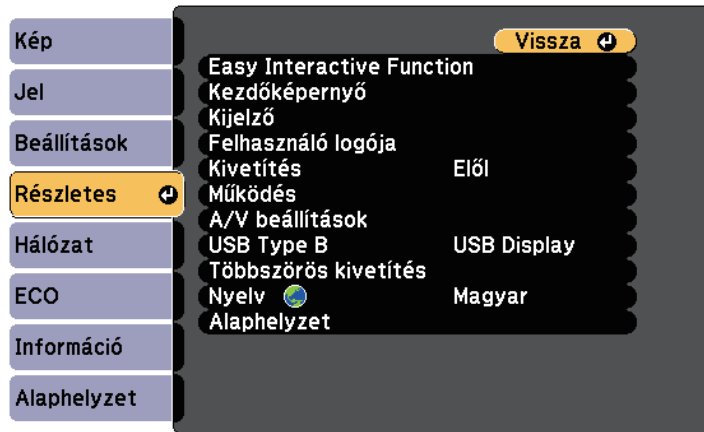 Kép
Jel
Beállítások
Részletes
Hálózat
ECO
Információ
Alaphelyzet
Vissza
Easy Interactive Function
Kezdőképernyő
Kijelző
Felhasználó logója
Kivetítés Elől
Működés
A/V beállítások
USB Type B USB Display
Többszörös kivetítés
Nyelv Magyar
Alaphelyzet